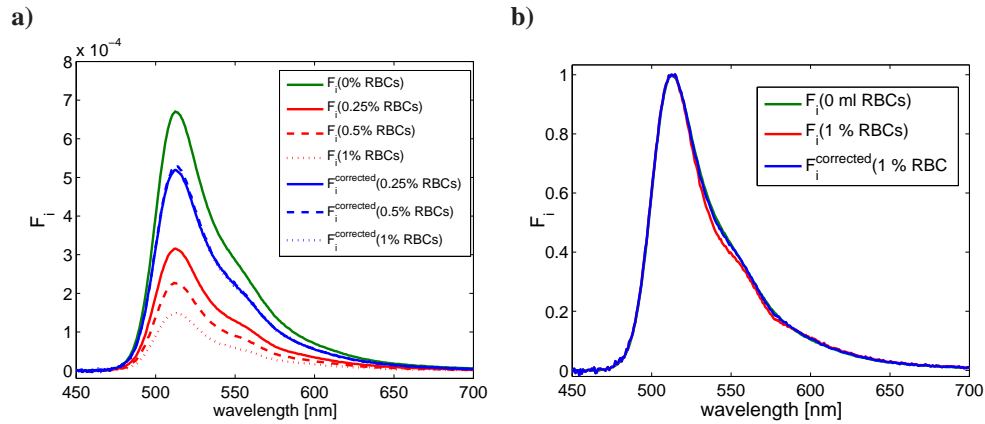 a)
x 10⁻⁴
8
7
6
5
4
3
2
1
0
F_i
450 500 550 600 650 700
wavelength [nm]
F_i(0% RBCs)
F_i(0.25% RBCs)
F_i(0.5% RBCs)
F_i(1% RBCs)
F_i^corrected(0.25% RBCs)
F_i^corrected(0.5% RBCs)
F_i^corrected(1% RBCs)
b)
1
0.8
0.6
0.4
0.2
0
F_i
450 500 550 600 650 700
wavelength [nm]
F_i(0 ml RBCs)
F_i(1 % RBCs)
F_i^corrected(1 % RBC